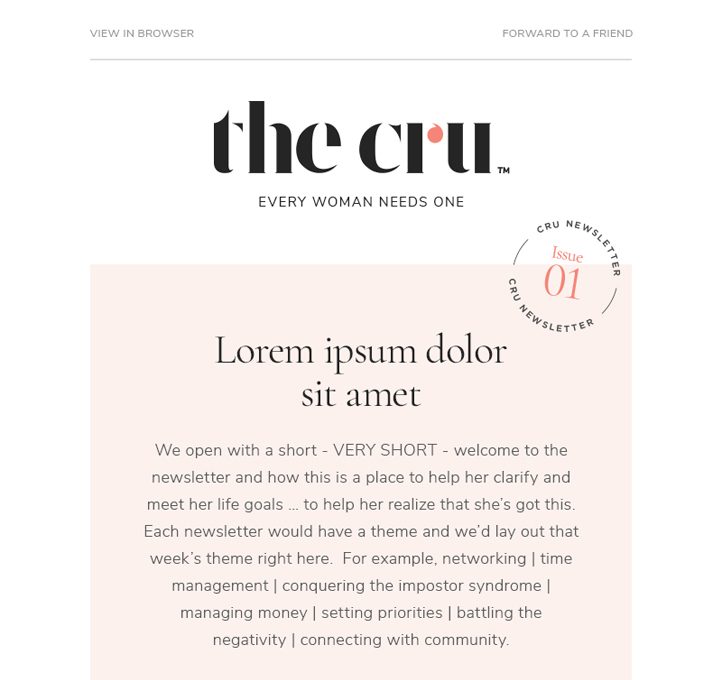 VIEW IN BROWSER
FORWARD TO A FRIEND
the cru™
EVERY WOMAN NEEDS ONE
CRU NEWSLETTER
Issue
01
CRU NEWSLETTER
Lorem ipsum dolor
sit amet
We open with a short - VERY SHORT - welcome to the
newsletter and how this is a place to help her clarify and
meet her life goals ... to help her realize that she’s got this.
Each newsletter would have a theme and we’d lay out that
week’s theme right here.  For example, networking | time
management | conquering the impostor syndrome |
managing money | setting priorities | battling the
negativity | connecting with community.